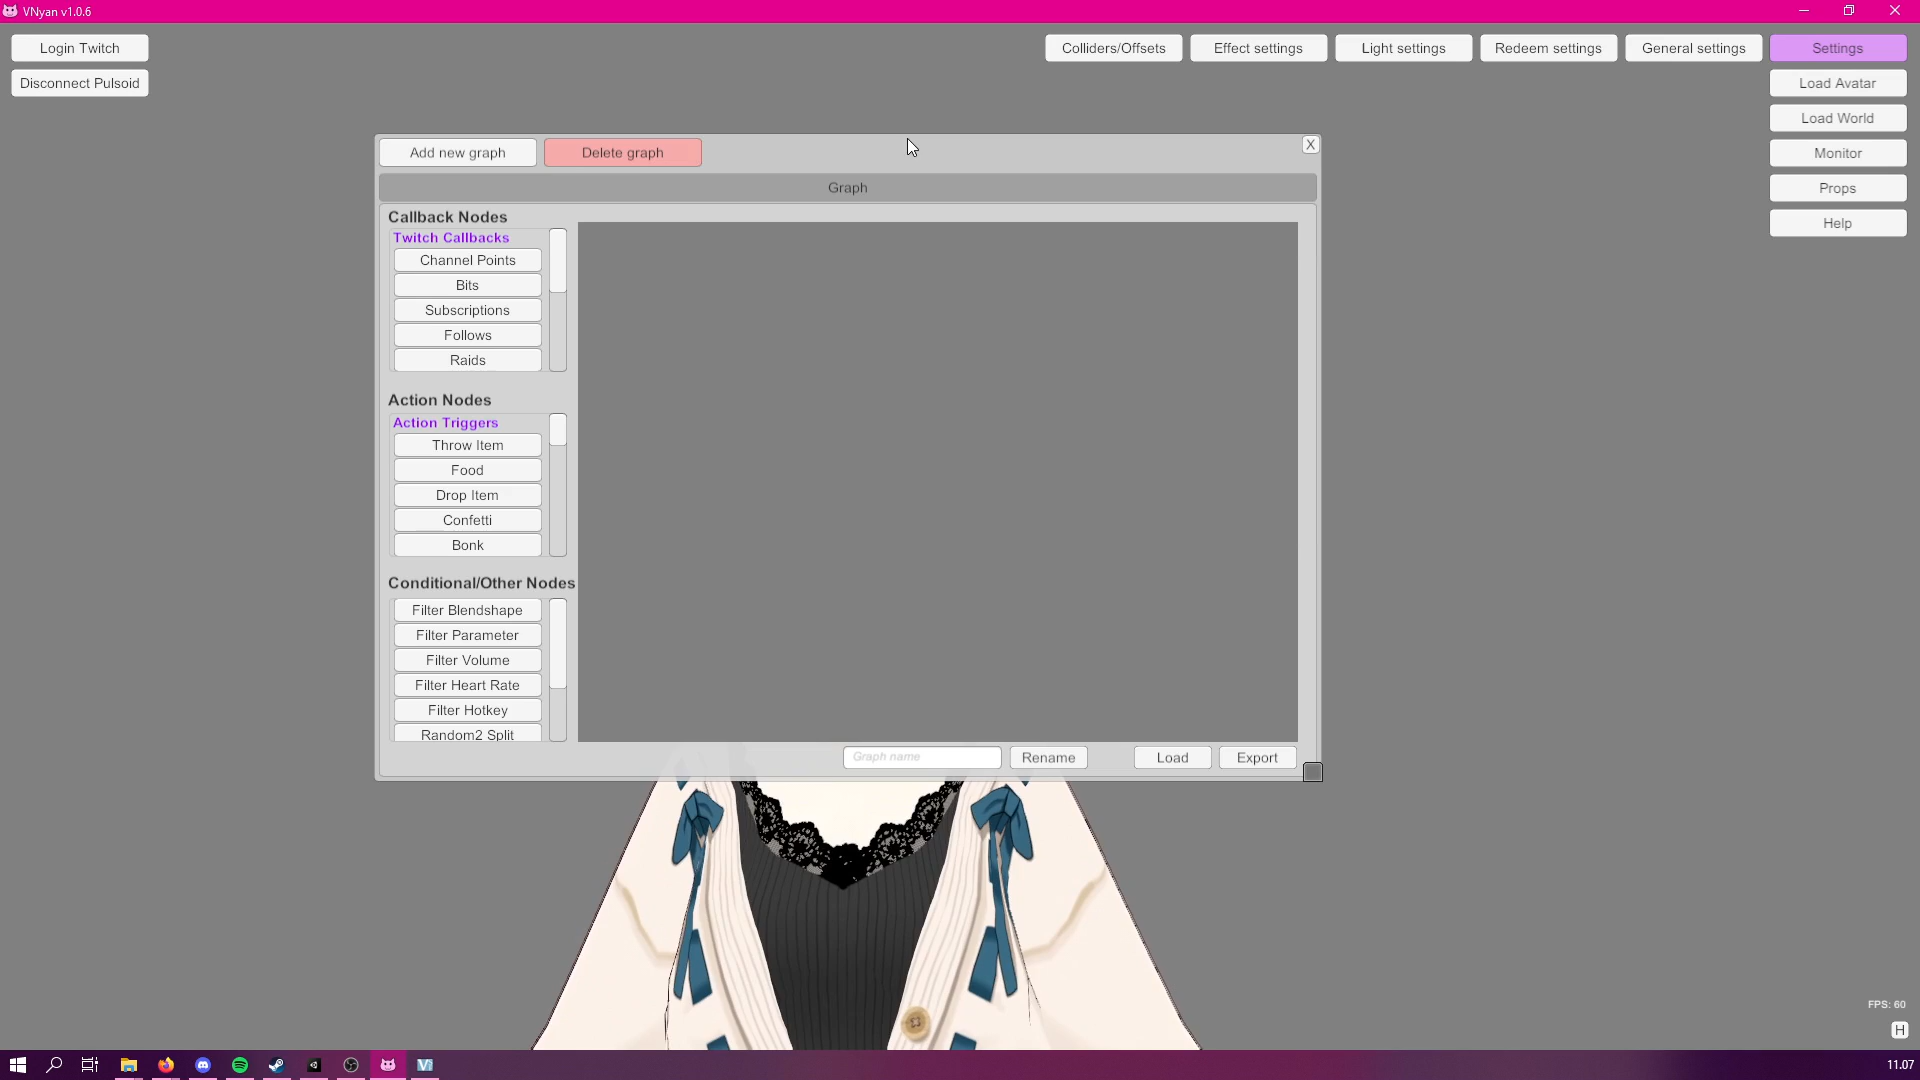 VNyan v1.0.6
Login Twitch
Disconnect Pulsoid
Colliders/Offsets
Effect settings
Light settings
Redeem settings
General settings
Settings
Load Avatar
Load World
Monitor
Props
Help
Add new graph
Delete graph
X
Graph
Callback Nodes
Twitch Callbacks
Channel Points
Bits
Subscriptions
Follows
Raids
Action Nodes
Action Triggers
Throw Item
Food
Drop Item
Confetti
Bonk
Conditional/Other Nodes
Filter Blendshape
Filter Parameter
Filter Volume
Filter Heart Rate
Filter Hotkey
Random2 Split
Graph name
Rename
Load
Export
FPS: 60
H
11.07